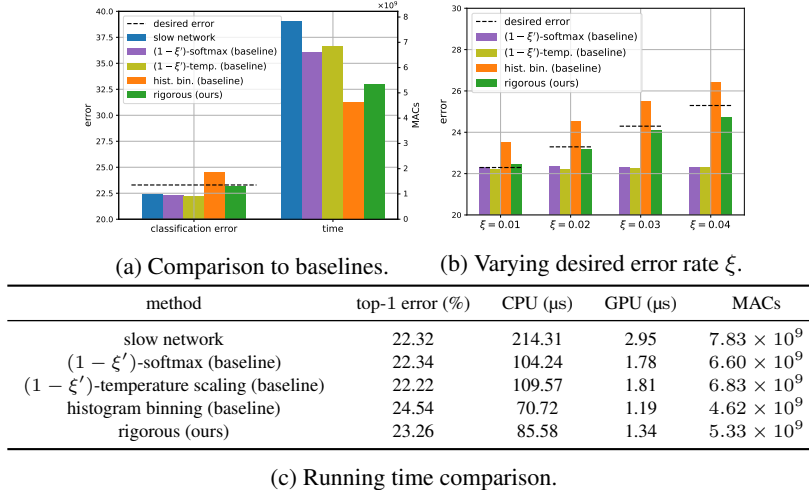 ×10⁹
desired error
slow network
(1 − ξ′)-softmax (baseline)
(1 − ξ′)-temp. (baseline)
hist. bin. (baseline)
rigorous (ours)
40.0
37.5
35.0
32.5
30.0
27.5
25.0
22.5
20.0
error
8
7
6
5
4
3
2
1
0
MACs
classification error
time
(a) Comparison to baselines.
desired error
(1 − ξ′)-softmax (baseline)
(1 − ξ′)-temp. (baseline)
hist. bin. (baseline)
rigorous (ours)
30
28
26
24
22
20
error
ξ = 0.01
ξ = 0.02
ξ = 0.03
ξ = 0.04
(b) Varying desired error rate ξ.
method top-1 error (%) CPU (μs) GPU (μs) MACs
slow network 22.32 214.31 2.95 7.83 × 10⁹
(1 − ξ′)-softmax (baseline) 22.34 104.24 1.78 6.60 × 10⁹
(1 − ξ′)-temperature scaling (baseline) 22.22 109.57 1.81 6.83 × 10⁹
histogram binning (baseline) 24.54 70.72 1.19 4.62 × 10⁹
rigorous (ours) 23.26 85.58 1.34 5.33 × 10⁹
(c) Running time comparison.